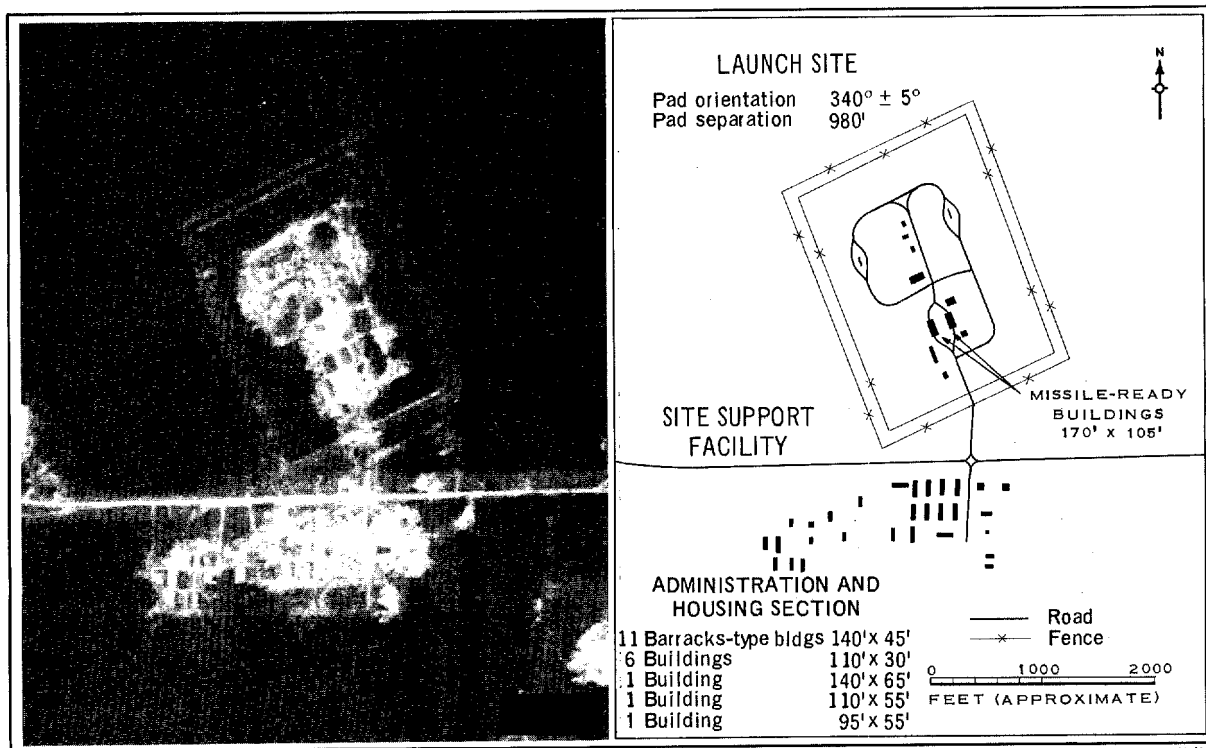 LAUNCH SITE
Pad orientation 340° ± 5°
Pad separation 980'
N
MISSILE-READY
BUILDINGS
170' X 105'
SITE SUPPORT
FACILITY
ADMINISTRATION AND
HOUSING SECTION
11 Barracks-type bldgs 140' x 45'
6 Buildings 110' x 30'
1 Building 140' x 65'
1 Building 110' x 55'
1 Building 95' x 55'
Road
Fence
0 1000 2000
FEET (APPROXIMATE)